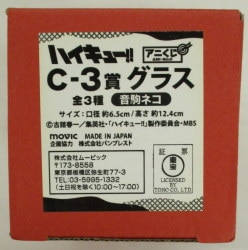 ハイキュー!! アニくじ
C-3賞 グラス
全3種 音駒ネコ
サイズ：口径 約6.5cm/高さ 約12.4cm
©古舘春一／集英社・「ハイキュー!!」製作委員会・MBS
movic MADE IN JAPAN
企画協力 株式会社バンプレスト
株式会社ムービック
東京都板橋区弥生町77-3
TEL:03-5995-1332
(土日祝を除く10:00～17:00)
証票
東宝
LICENSED
BY
TOHO CO., LTD